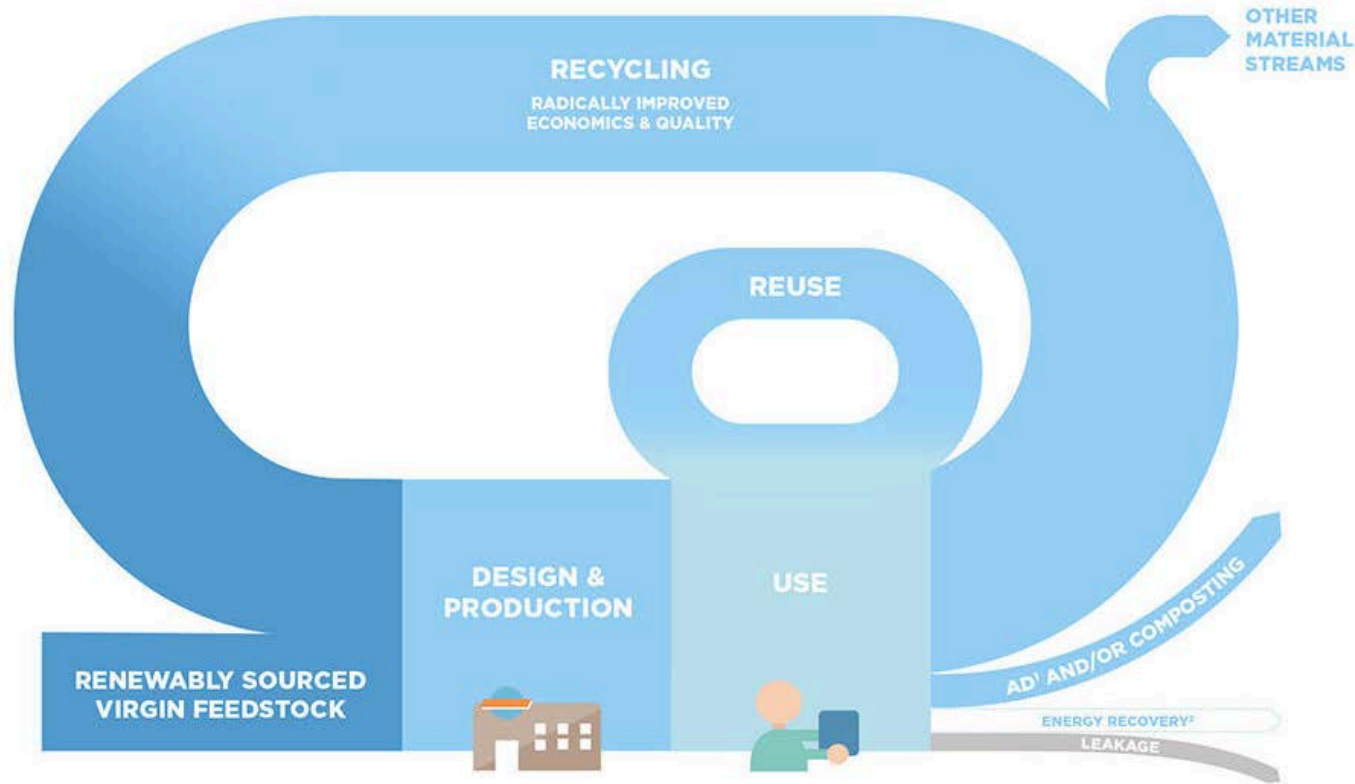 OTHER
MATERIAL
STREAMS
RECYCLING
RADICALLY IMPROVED
ECONOMICS & QUALITY
REUSE
DESIGN &
PRODUCTION
USE
RENEWABLY SOURCED
VIRGIN FEEDSTOCK
AD¹ AND/OR COMPOSTING
ENERGY RECOVERY²
LEAKAGE